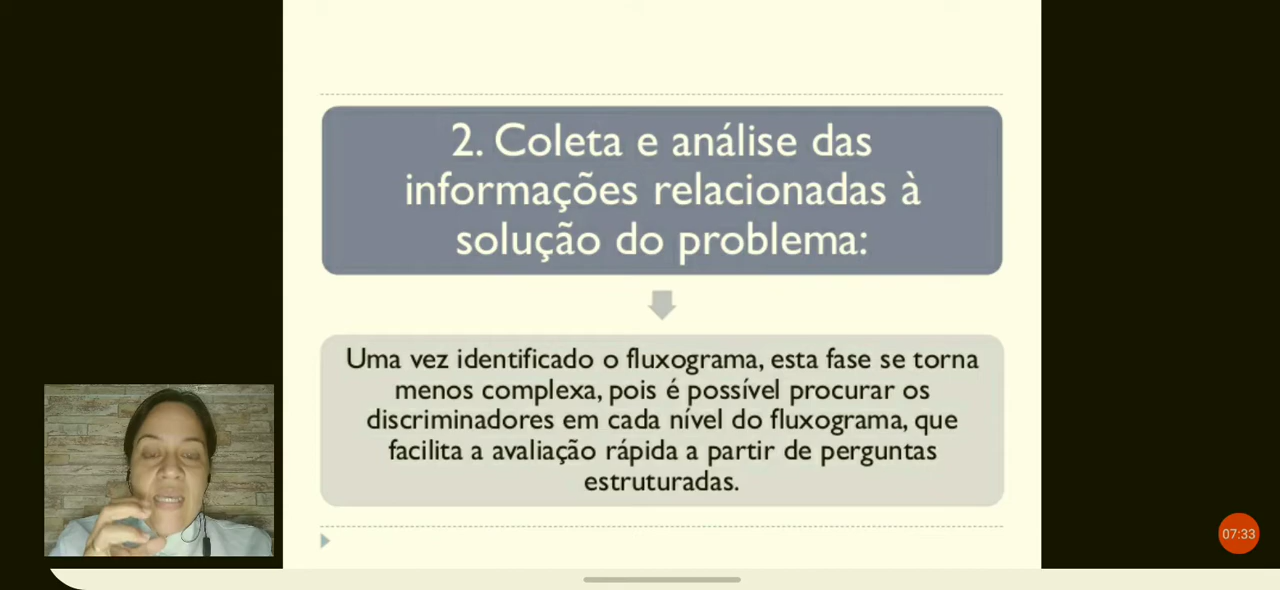 2. Coleta e análise das
informações relacionadas à
solução do problema:
Uma vez identificado o fluxograma, esta fase se torna
menos complexa, pois é possível procurar os
discriminadores em cada nível do fluxograma, que
facilita a avaliação rápida a partir de perguntas
estruturadas.
07:33